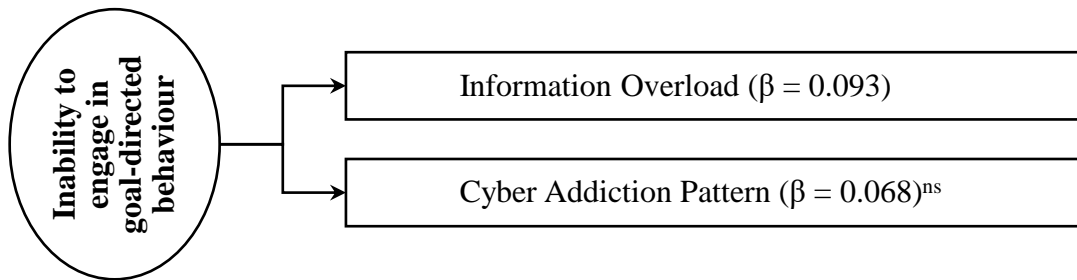 Inability to
engage in
goal-directed
behaviour
Information Overload (β = 0.093)
Cyber Addiction Pattern (β = 0.068)ns